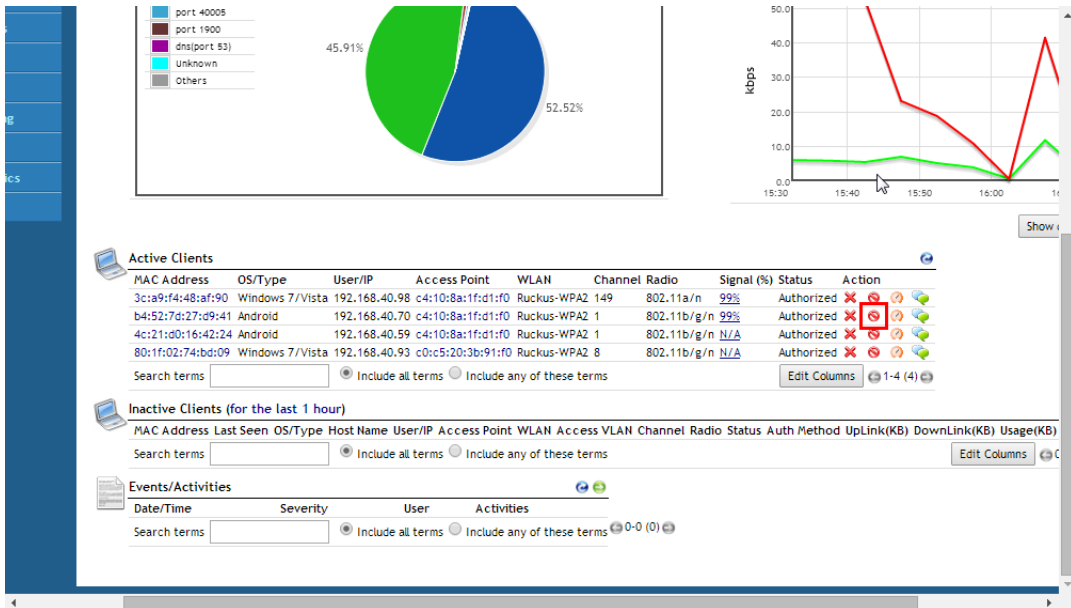 port 40005
port 1900
dns(port 53)
Unknown
Others
45.91%
52.52%
kbps
50.0
40.0
30.0
20.0
10.0
0.0
15:30 15:40 15:50 16:00
s
g
ics
Show
Active Clients
MAC Address OS/Type User/IP Access Point WLAN Channel Radio Signal (%) Status Action
3c:a9:f4:48:af:90 Windows 7/Vista 192.168.40.98 c4:10:8a:1f:d1:f0 Ruckus-WPA2 149 802.11a/n 99% Authorized
b4:52:7d:27:d9:41 Android 192.168.40.70 c4:10:8a:1f:d1:f0 Ruckus-WPA2 1 802.11b/g/n 99% Authorized
4c:21:d0:16:42:24 Android 192.168.40.59 c4:10:8a:1f:d1:f0 Ruckus-WPA2 1 802.11b/g/n N/A Authorized
80:1f:02:74:bd:09 Windows 7/Vista 192.168.40.93 c0:c5:20:3b:91:f0 Ruckus-WPA2 8 802.11b/g/n N/A Authorized
Search terms Include all terms Include any of these terms Edit Columns 1-4 (4)
Inactive Clients (for the last 1 hour)
MAC Address Last Seen OS/Type Host Name User/IP Access Point WLAN Access VLAN Channel Radio Status Auth Method UpLink(KB) DownLink(KB) Usage(KB)
Search terms Include all terms Include any of these terms Edit Columns
Events/Activities
Date/Time Severity User Activities
Search terms Include all terms Include any of these terms 0-0 (0)